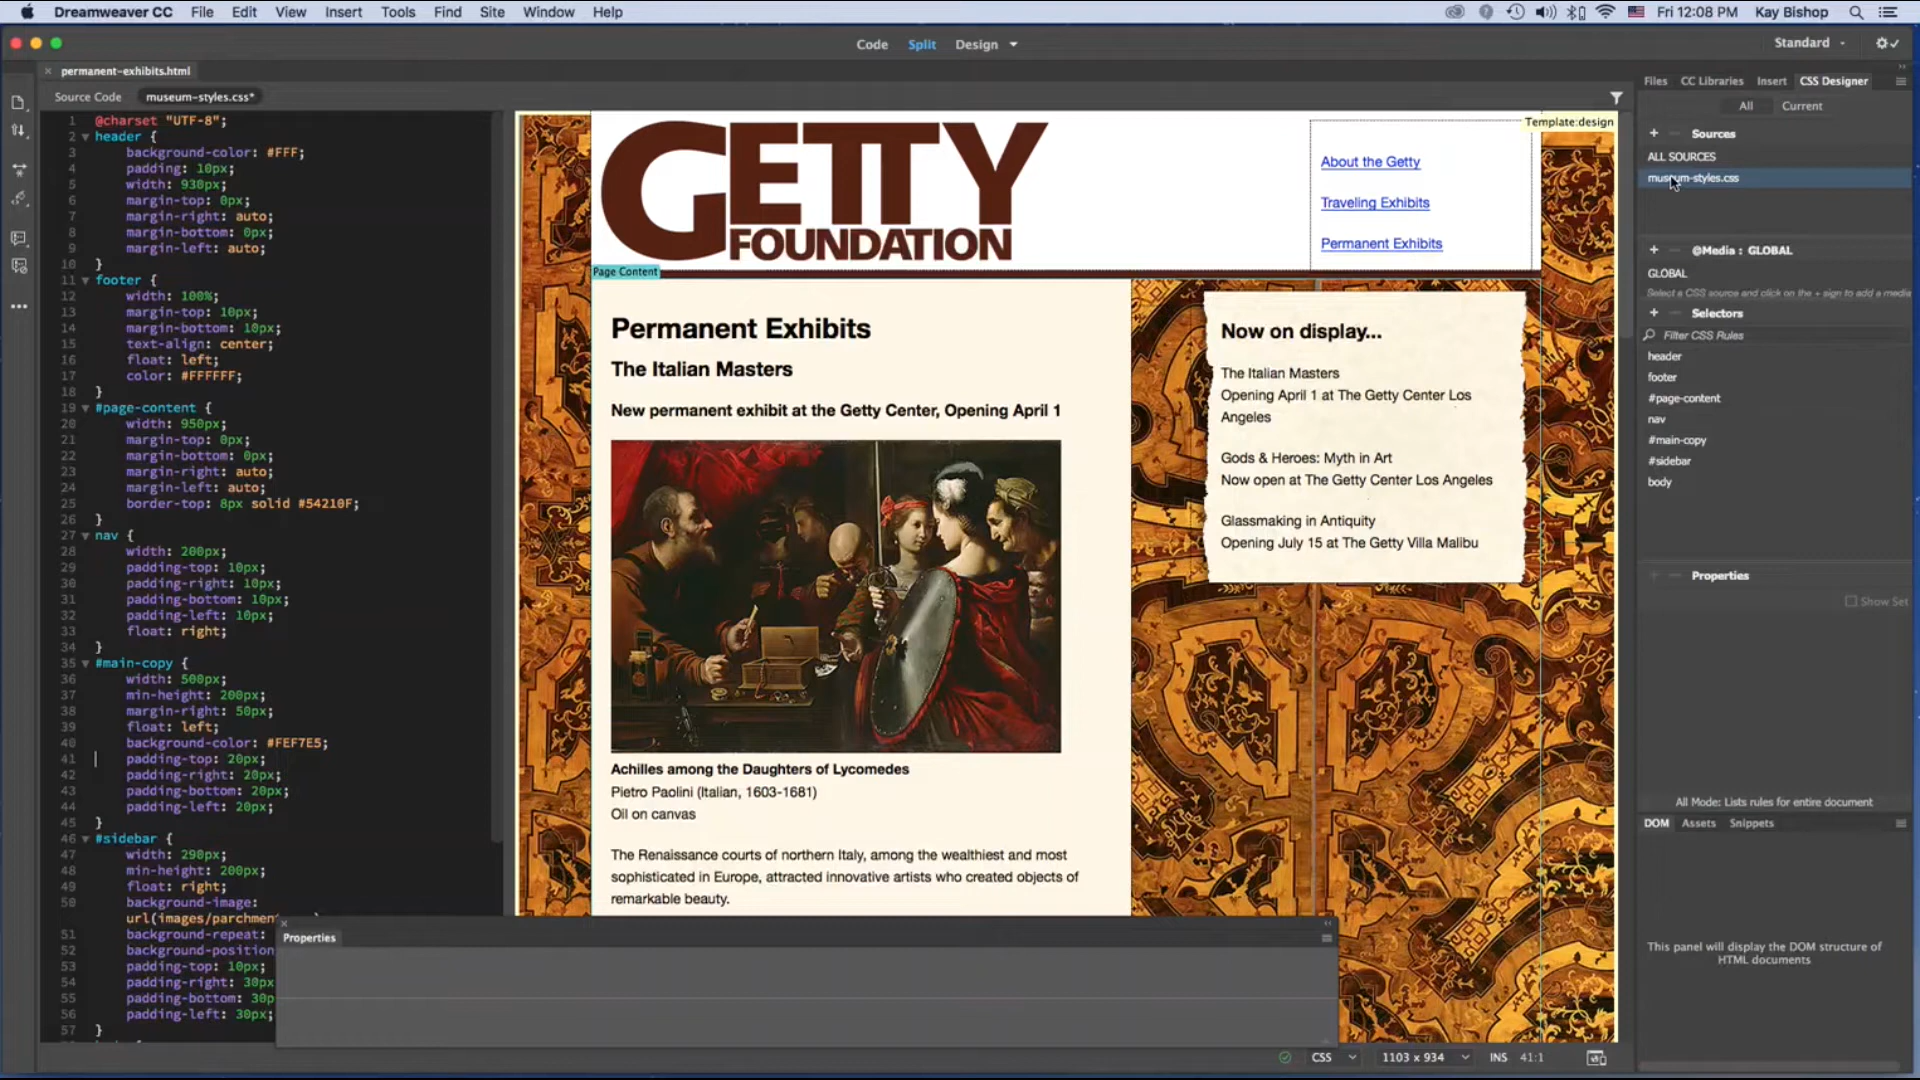 Dreamweaver CC File Edit View Insert Tools Find Site Window Help
Fri 12:08 PM Kay Bishop
Code Split Design
Standard
permanent-exhibits.html
Source Code museum-styles.css*
1 @charset "UTF-8";
2 header {
3 background-color: #FFF;
4 padding: 10px;
5 width: 930px;
6 margin-top: 0px;
7 margin-right: auto;
8 margin-bottom: 0px;
9 margin-left: auto;
10 }
11 footer {
12 width: 100%;
13 margin-top: 10px;
14 margin-bottom: 10px;
15 text-align: center;
16 float: left;
17 color: #FFFFFF;
18 }
19 #page-content {
20 width: 950px;
21 margin-top: 0px;
22 margin-bottom: 0px;
23 margin-right: auto;
24 margin-left: auto;
25 border-top: 8px solid #54210F;
26 }
27 nav {
28 width: 200px;
29 padding-top: 10px;
30 padding-right: 10px;
31 padding-bottom: 10px;
32 padding-left: 10px;
33 float: right;
34 }
35 #main-copy {
36 width: 500px;
37 min-height: 200px;
38 margin-right: 50px;
39 float: left;
40 background-color: #FEF7E5;
41 padding-top: 20px;
42 padding-right: 20px;
43 padding-bottom: 20px;
44 padding-left: 20px;
45 }
46 #sidebar {
47 width: 290px;
48 min-height: 200px;
49 float: right;
50 background-image:
url(images/parchmen
51 background-repeat:
52 background-position
53 padding-top: 10px;
54 padding-right: 30px
55 padding-bottom: 30p
56 padding-left: 30px;
57 }
Template:design
GETTY
FOUNDATION
About the Getty
Traveling Exhibits
Permanent Exhibits
Page Content
Permanent Exhibits
The Italian Masters
New permanent exhibit at the Getty Center, Opening April 1
Achilles among the Daughters of Lycomedes
Pietro Paolini (Italian, 1603-1681)
Oil on canvas
The Renaissance courts of northern Italy, among the wealthiest and most
sophisticated in Europe, attracted innovative artists who created objects of
remarkable beauty.
Now on display...
The Italian Masters
Opening April 1 at The Getty Center Los
Angeles
Gods & Heroes: Myth in Art
Now open at The Getty Center Los Angeles
Glassmaking in Antiquity
Opening July 15 at The Getty Villa Malibu
Properties
CSS 1103 x 934 INS 41:1
Files CC Libraries Insert CSS Designer
All Current
+ Sources
ALL SOURCES
museum-styles.css
+ @Media : GLOBAL
GLOBAL
Select a CSS source and click on the + sign to add a media
+ Selectors
Filter CSS Rules
header
footer
#page-content
nav
#main-copy
#sidebar
body
Properties
Show Set
All Mode: Lists rules for entire document
DOM Assets Snippets
This panel will display the DOM structure of
HTML documents